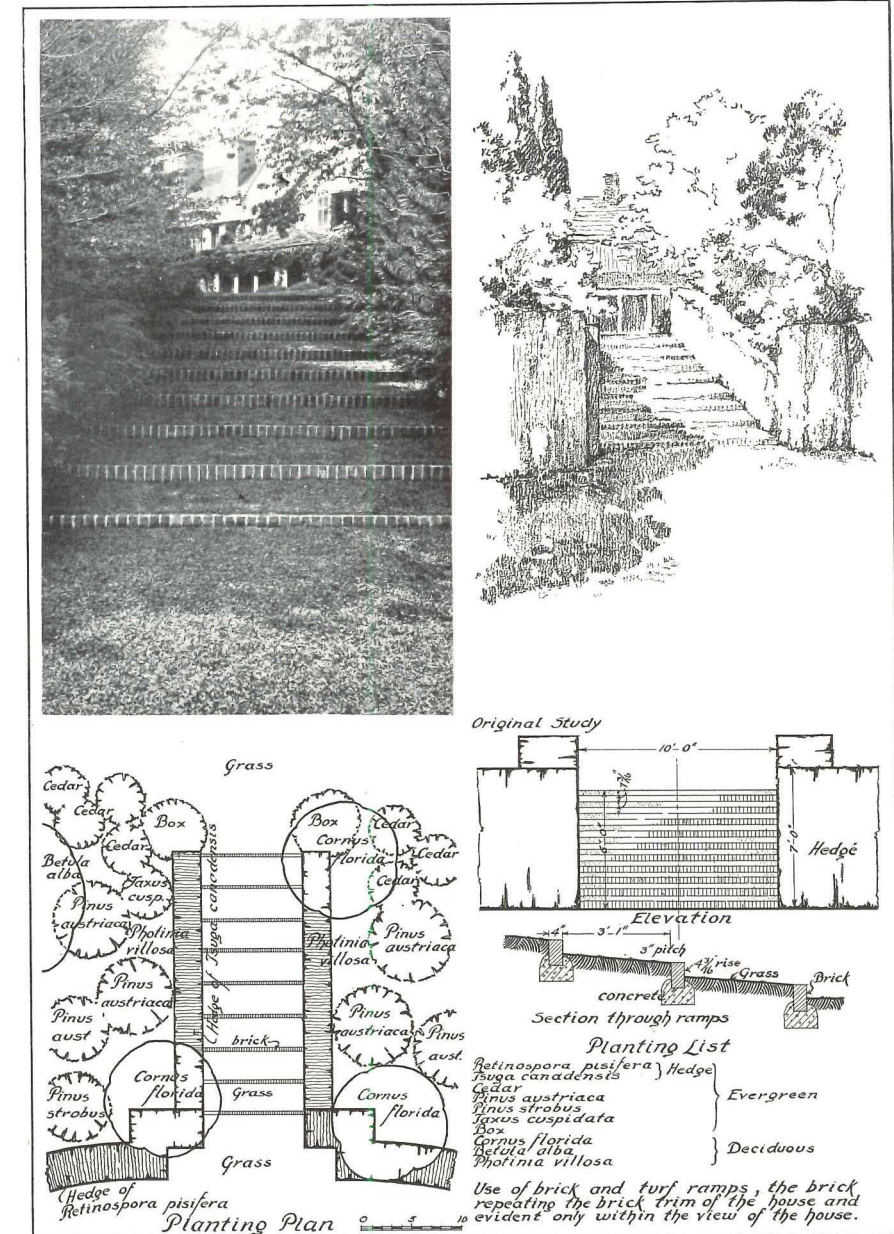 Original Study
10'-0"
6'-0"
7'-0"
Hedge
Elevation
4"
3'-1"
3" pitch
4 3/16 rise
Grass
Brick
concrete
Section through ramps
Planting List
Retinospora pisifera
Tsuga canadensis
Hedge
Cedar
Pinus austriaca
Pinus strobus
Taxus cuspidata
Box
Evergreen
Cornus florida
Betula alba
Photinia villosa
Deciduous
Use of brick and turf ramps, the brick
repeating the brick trim of the house and
evident only within the view of the house.
Grass
Cedar
Cedar
Cedar
Box
Betula
alba
Taxus
cusp.
Pinus
austriaca
Photinia
villosa
Hedge of Tsuga canadensis
Box
Cornus
florida
Cedar
Cedar
Cedar
Photinia
villosa
Pinus
austriaca
Pinus
austriaca
Pinus
aust
Pinus
austriaca
Pinus
aust.
brick
Grass
Cornus
florida
Cornus
florida
Pinus
strobus
Grass
Hedge of
Retinospora pisifera
Planting Plan
0 5 10